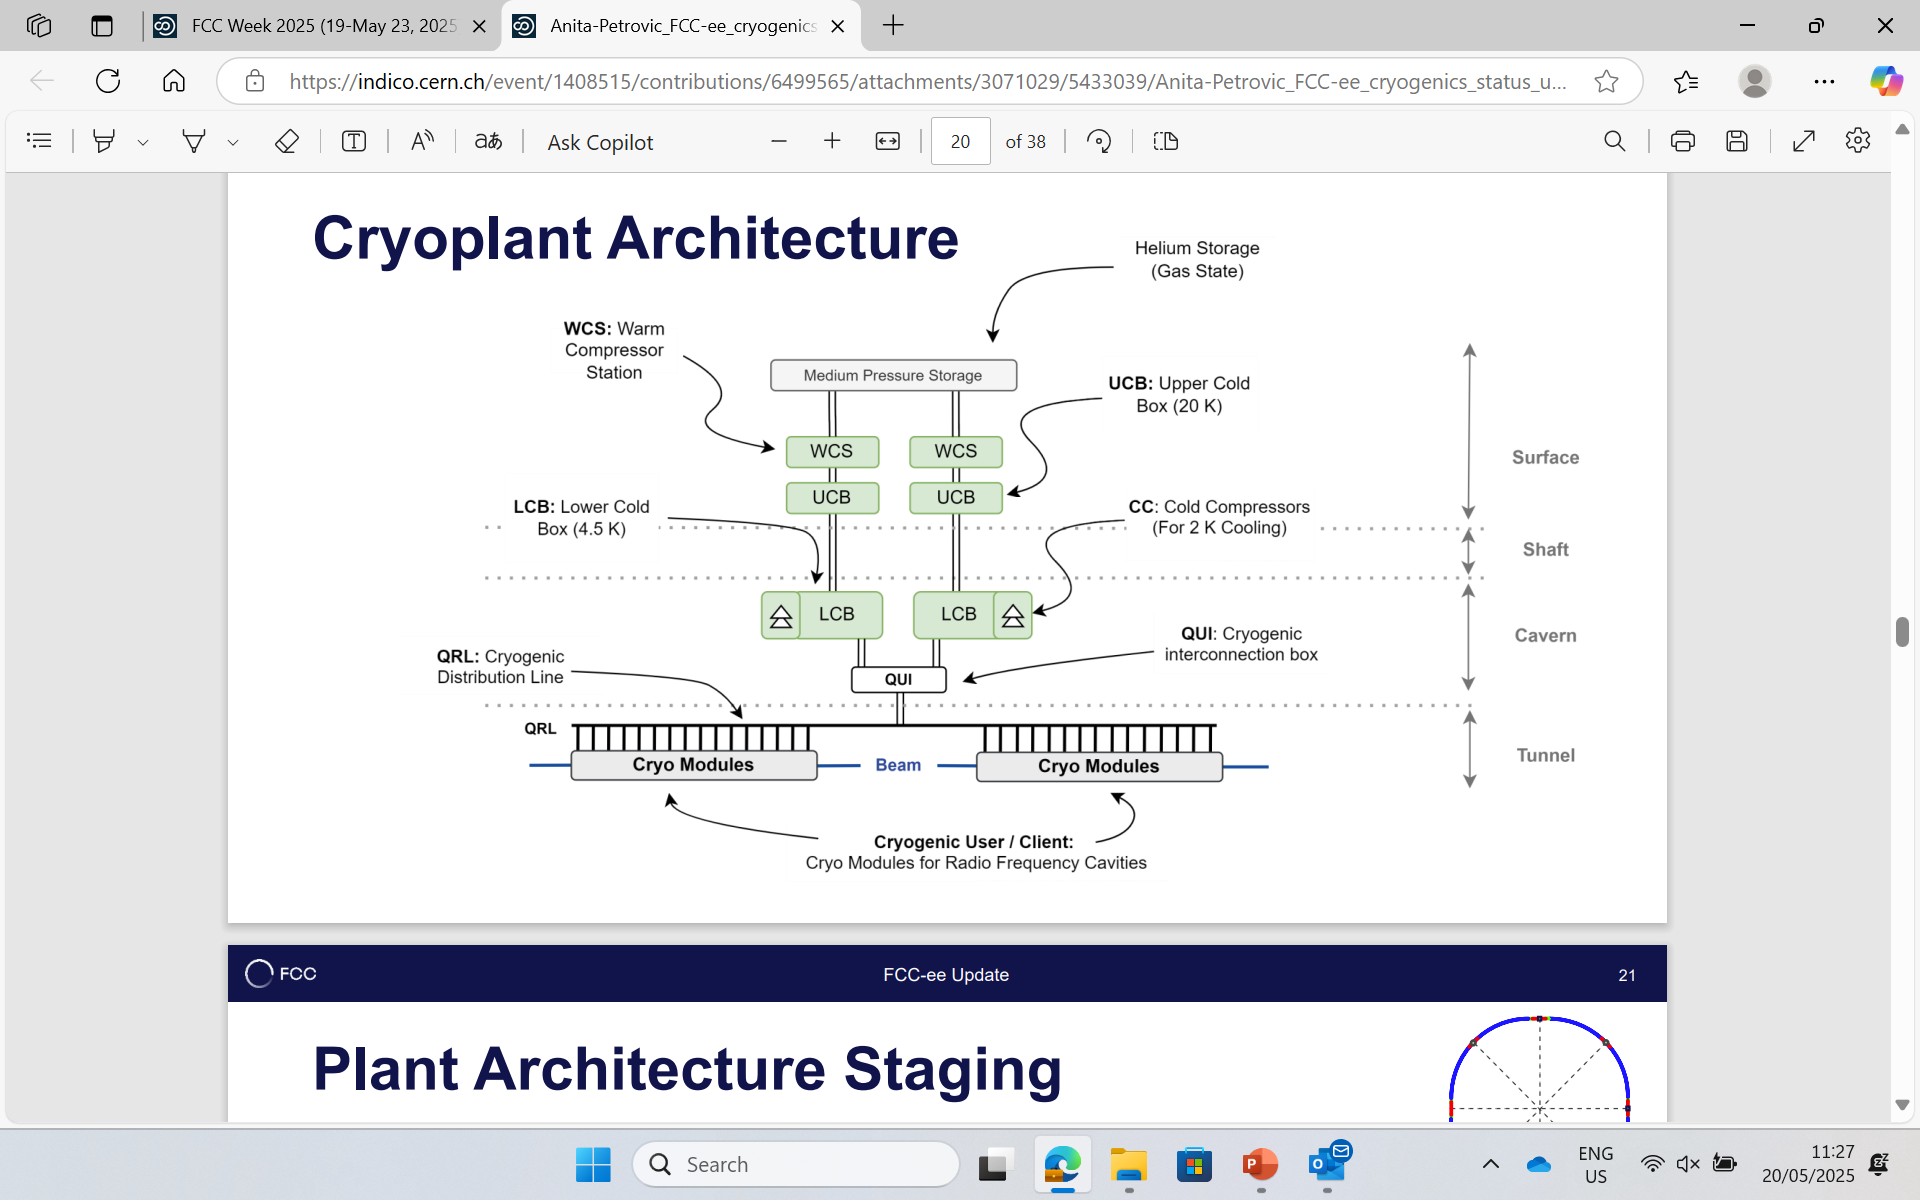 FCC Week 2025 (19-May 23, 2025
Anita-Petrovic_FCC-ee_cryogenics
https://indico.cern.ch/event/1408515/contributions/6499565/attachments/3071029/5433039/Anita-Petrovic_FCC-ee_cryogenics_status_u...
Ask Copilot
20 of 38
Cryoplant Architecture
Helium Storage
(Gas State)
WCS: Warm
Compressor
Station
Medium Pressure Storage
UCB: Upper Cold
Box (20 K)
WCS
WCS
Surface
UCB
UCB
LCB: Lower Cold
Box (4.5 K)
CC: Cold Compressors
(For 2 K Cooling)
Shaft
LCB
LCB
QUI: Cryogenic
interconnection box
Cavern
QRL: Cryogenic
Distribution Line
QUI
QRL
Cryo Modules
Beam
Cryo Modules
Tunnel
Cryogenic User / Client:
Cryo Modules for Radio Frequency Cavities
FCC
FCC-ee Update
21
Plant Architecture Staging
Search
ENG
US
11:27
20/05/2025